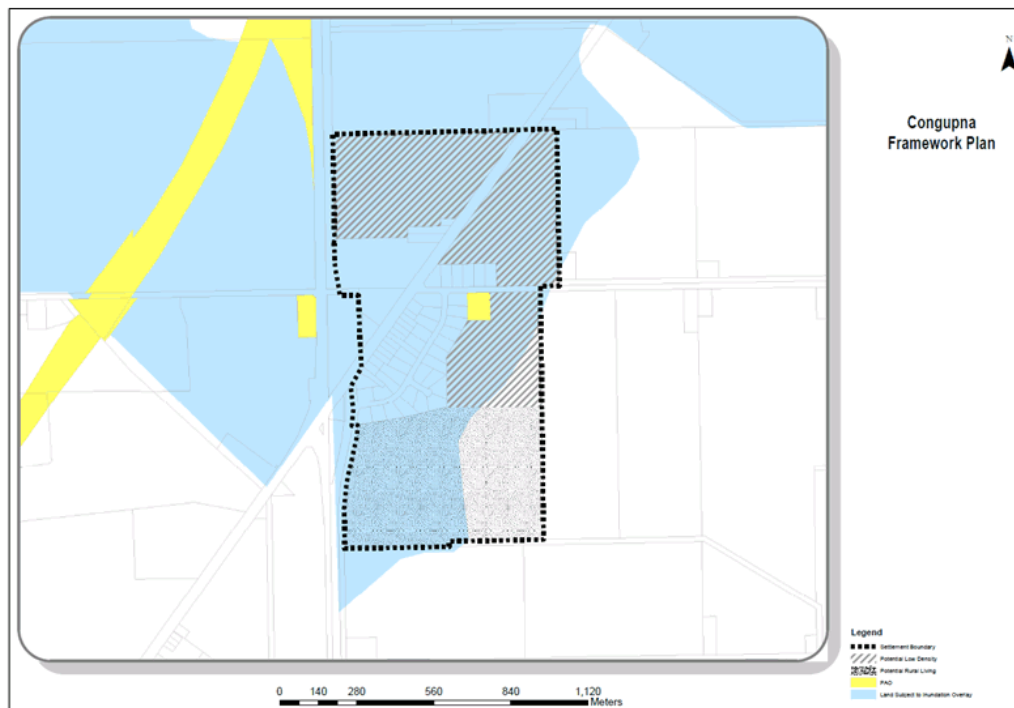 N
Congupna
Framework Plan
Legend
Settlement Boundary
Potential Low Density
Potential Rural Living
PAO
Land Subject to Inundation Overlay
0 140 280 560 840 1,120
Meters